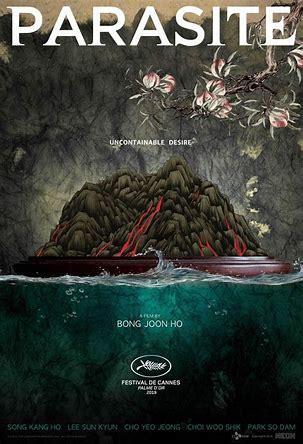 PARASITE
UNCONTAINABLE DESIRE
A FILM BY
BONG JOON HO
FESTIVAL DE CANNES
PALME D'OR
2019
SONG KANG HO LEE SUN KYUN CHO YEO JEONG CHOI WOO SHIK PARK SO DAM